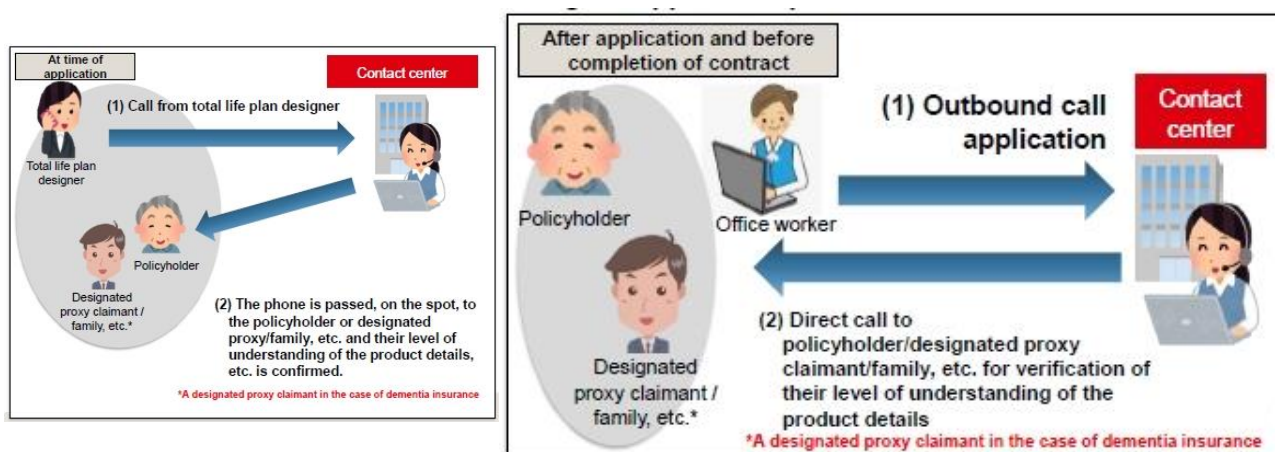 At time of
application
Contact center
(1) Call from total life plan designer
Total life plan
designer
Policyholder
Designated
proxy claimant /
family, etc.*
(2) The phone is passed, on the spot, to
the policyholder or designated
proxy/family, etc. and their level of
understanding of the product details,
etc. is confirmed.
*A designated proxy claimant in the case of dementia insurance
After application and before
completion of contract
(1) Outbound call
application
Contact
center
Policyholder
Office worker
Designated
proxy claimant /
family, etc.*
(2) Direct call to
policyholder/designated proxy
claimant/family, etc. for verification of
their level of understanding of the
product details
*A designated proxy claimant in the case of dementia insurance